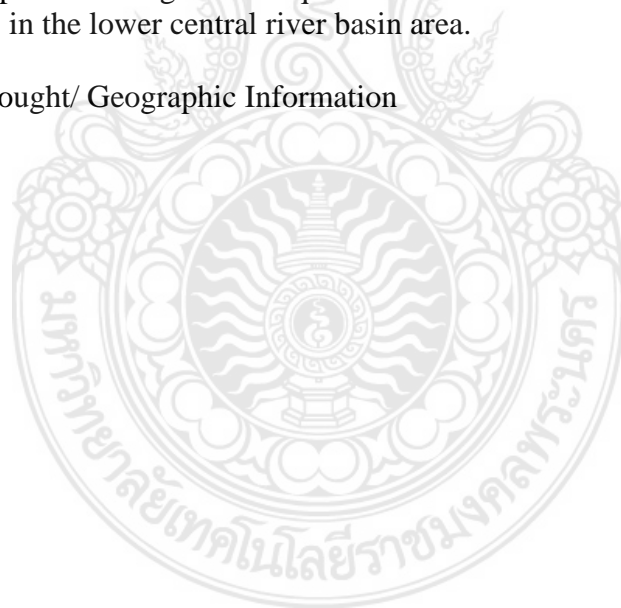 in the lower central river basin area.
ought/ Geographic Information
มหาวิทยาลัยเทคโนโลยีราชมงคลพระนคร